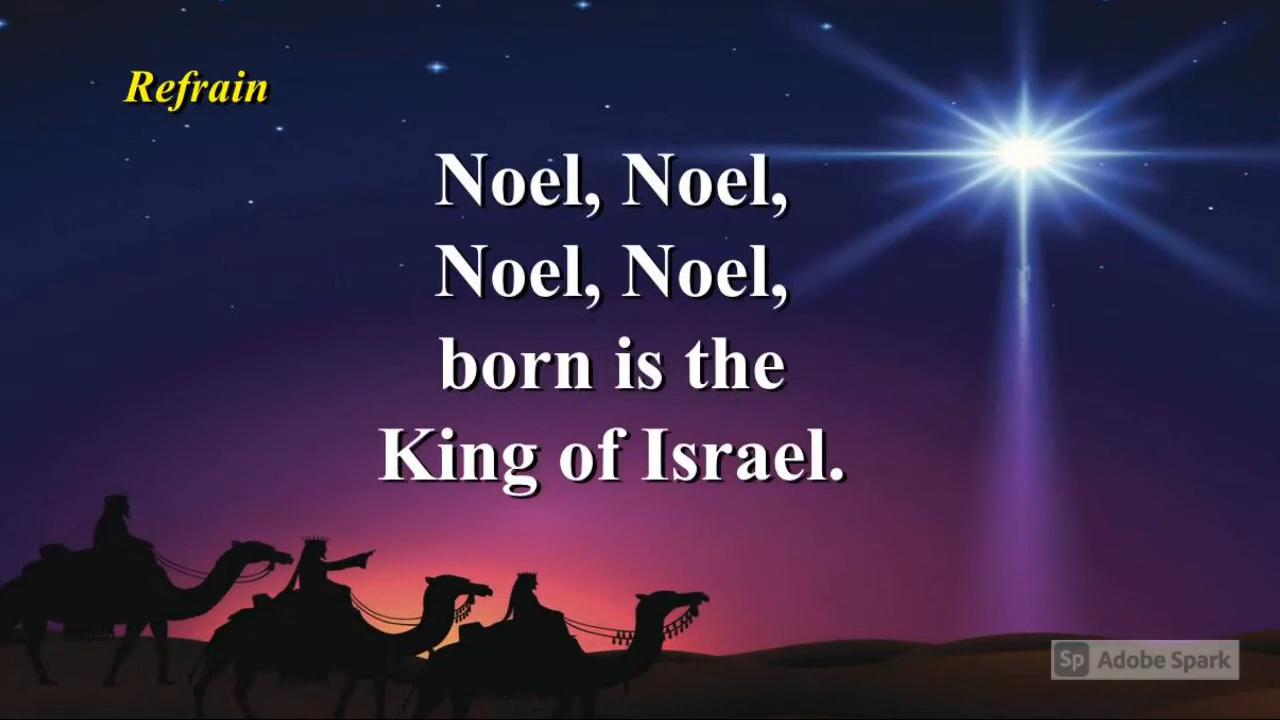 Refrain
Noel, Noel,
Noel, Noel,
born is the
King of Israel.
Sp Adobe Spark